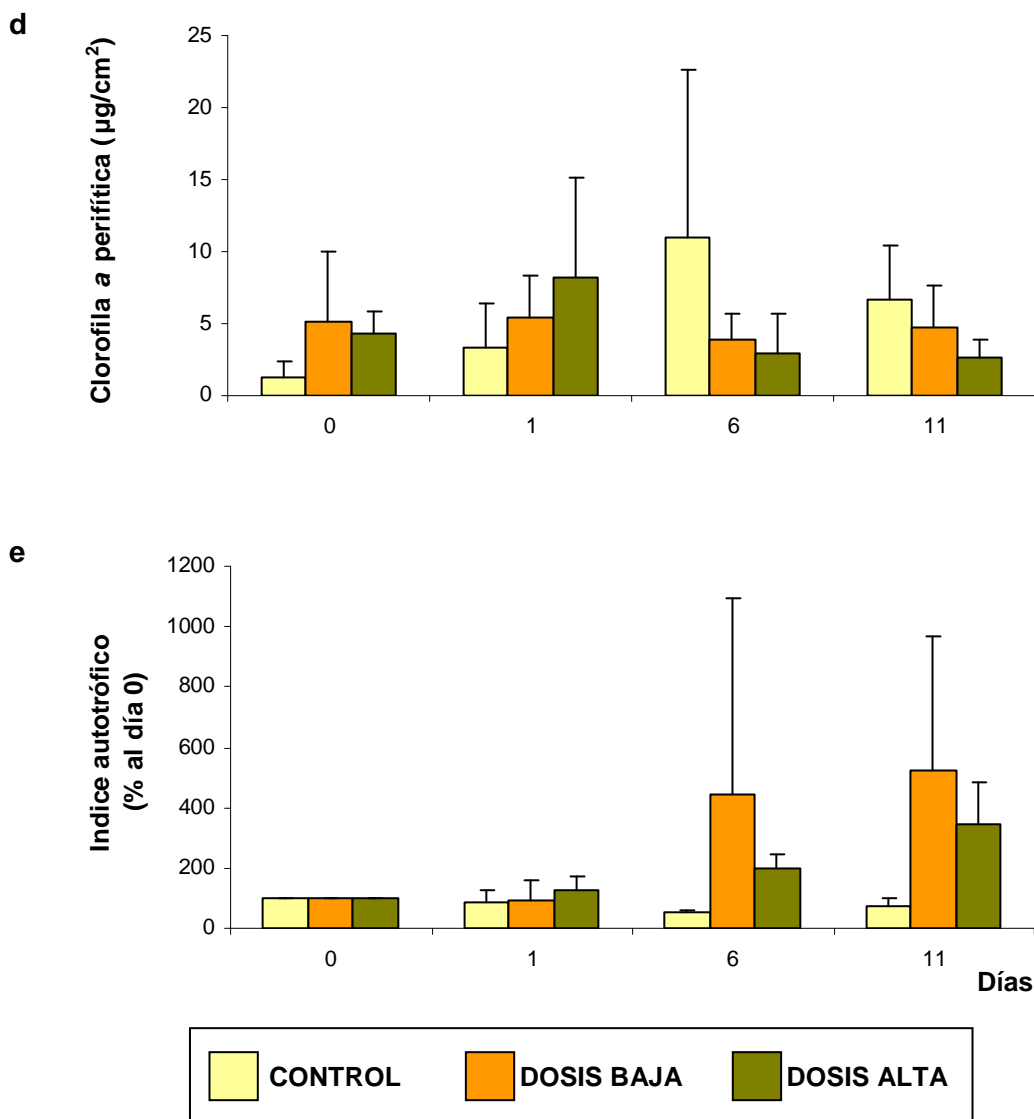 d
Clorofila a perifítica (µg/cm²)
25
20
15
10
5
0
0 1 6 11
e
Indice autotrófico
(% al día 0)
1200
1000
800
600
400
200
0
0 1 6 11
Días
CONTROL DOSIS BAJA DOSIS ALTA